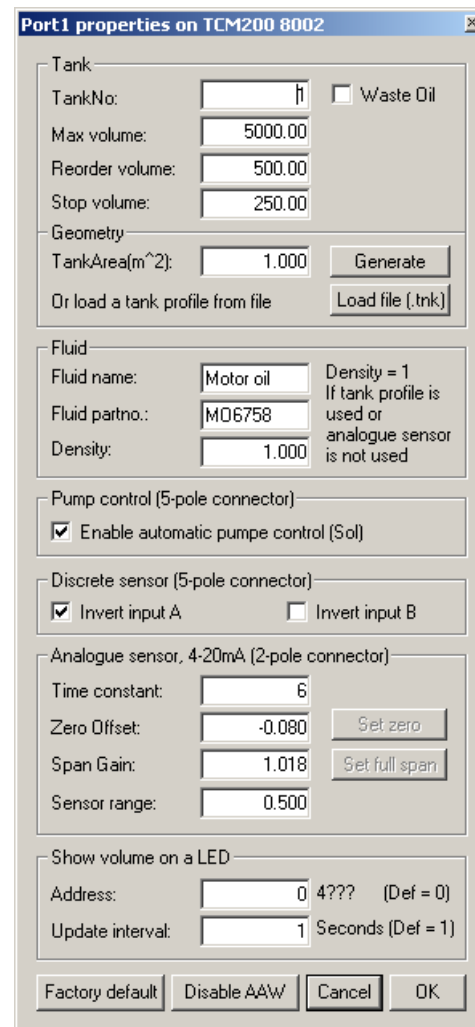 Port1 properties on TCM200 8002
Tank
TankNo: 1 Waste Oil
Max volume: 5000.00
Reorder volume: 500.00
Stop volume: 250.00
Geometry
TankArea(m^2): 1.000 Generate
Or load a tank profile from file Load file (.tnk)
Fluid
Fluid name: Motor oil
Fluid partno.: MO6758
Density: 1.000
Density = 1
If tank profile is
used or
analogue sensor
is not used
Pump control (5-pole connector)
Enable automatic pumpe control (Sol)
Discrete sensor (5-pole connector)
Invert input A Invert input B
Analogue sensor, 4-20mA (2-pole connector)
Time constant: 6
Zero Offset: -0.080 Set zero
Span Gain: 1.018 Set full span
Sensor range: 0.500
Show volume on a LED
Address: 0 4??? (Def = 0)
Update interval: 1 Seconds (Def = 1)
Factory default Disable AAW Cancel OK